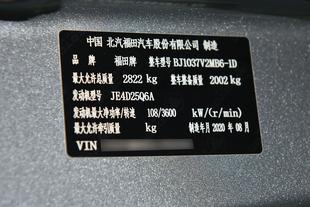 中国 北汽福田汽车股份有限公司 制造
品 牌 福田牌 整车型号 BJ1037V2MB6-1D
最大允许总质量 2822 kg 整车整备质量 2002 kg
发动机型号 JE4D25Q6A
发动机最大净功率/转速 108/3600 kW/(r/min)
最大允许牵引质量 kg 制造年月 2020 年 08 月
VIN